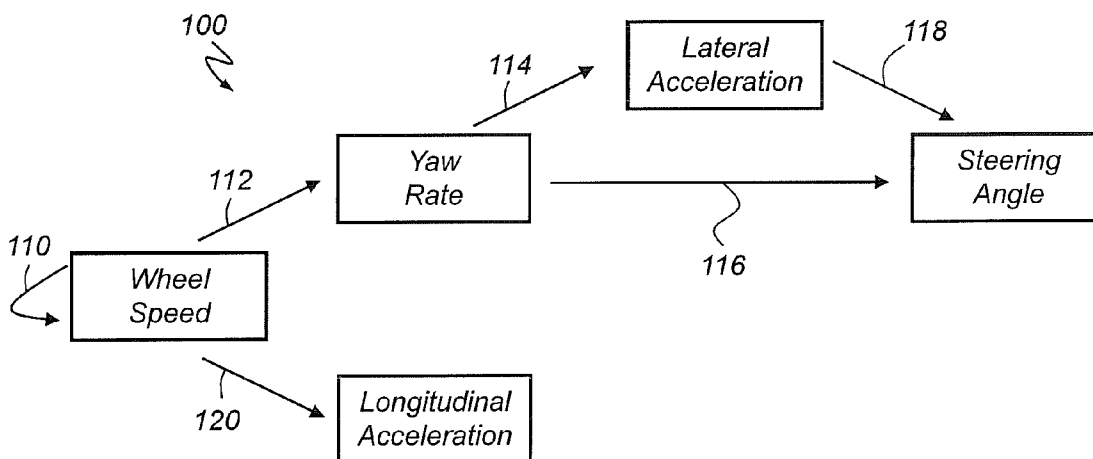 100
114
Lateral
Acceleration
118
112
Yaw
Rate
Steering
Angle
110
116
Wheel
Speed
120
Longitudinal
Acceleration